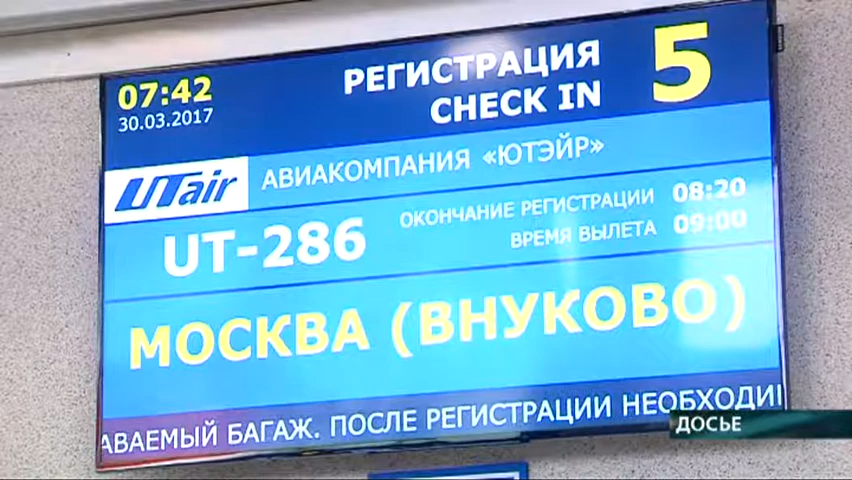 07:42
30.03.2017
РЕГИСТРАЦИЯ
CHECK IN
5
UTair
АВИАКОМПАНИЯ «ЮТЭЙР»
UT-286
ОКОНЧАНИЕ РЕГИСТРАЦИИ 08:20
ВРЕМЯ ВЫЛЕТА 09:00
МОСКВА (ВНУКОВО)
АВАЕМЫЙ БАГАЖ. ПОСЛЕ РЕГИСТРАЦИИ НЕОБХОДИ
ДОСЬЕ